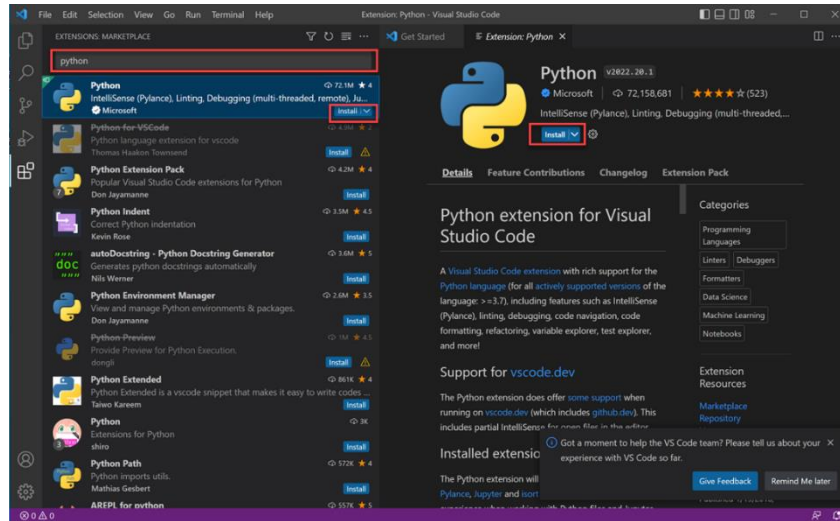 File Edit Selection View Go Run Terminal Help
Extension: Python - Visual Studio Code
EXTENSIONS: MARKETPLACE
python
Python 72.1M ★ 4
IntelliSense (Pylance), Linting, Debugging (multi-threaded, remote), Ju...
Microsoft Install
Python for VSCode 4.9M ★ 2
Python language extension for vscode
Thomas Haakon Townsend Install
Python Extension Pack 4.2M ★ 4
Popular Visual Studio Code extensions for Python
7 Don Jayamanne Install
Python Indent 3.5M ★ 4.5
Correct Python indentation
Kevin Rose Install
autoDocstring - Python Docstring Generator 3.6M ★ 5
doc Generates python docstrings automatically
Nils Werner Install
Python Environment Manager 2.6M ★ 3.5
View and manage Python environments & packages.
Don Jayamanne Install
Python Preview 1M ★ 4.5
Provide Preview for Python Execution.
dongli Install
Python Extended 861K ★ 4
Python Extended is a vscode snippet that makes it easy to write codes ...
Taiwo Kareem Install
Python 3K
Extensions for Python
3 shiro Install
Python Path 572K ★ 4
Python imports utils.
Mathias Gesbert Install
AREPL for python 557K ★ 5
0 0
Get Started Extension: Python
Python v2022.20.1
Microsoft 72,158,681 ★★★★☆(523)
IntelliSense (Pylance), Linting, Debugging (multi-threaded,...
Install
Details Feature Contributions Changelog Extension Pack
Python extension for Visual
Studio Code
A Visual Studio Code extension with rich support for the
Python language (for all actively supported versions of the
language: >=3.7), including features such as IntelliSense
(Pylance), linting, debugging, code navigation, code
formatting, refactoring, variable explorer, test explorer,
and more!
Support for vscode.dev
The Python extension does offer some support when
running on vscode.dev (which includes github.dev). This
includes partial IntelliSense for open files in the editor.
Installed extensio
The Python extension will
Pylance, Jupyter and isort
Categories
Programming
Languages
Linters Debuggers
Formatters
Data Science
Machine Learning
Notebooks
Extension
Resources
Marketplace
Repository
Got a moment to help the VS Code team? Please tell us about your
experience with VS Code so far.
Give Feedback Remind Me later